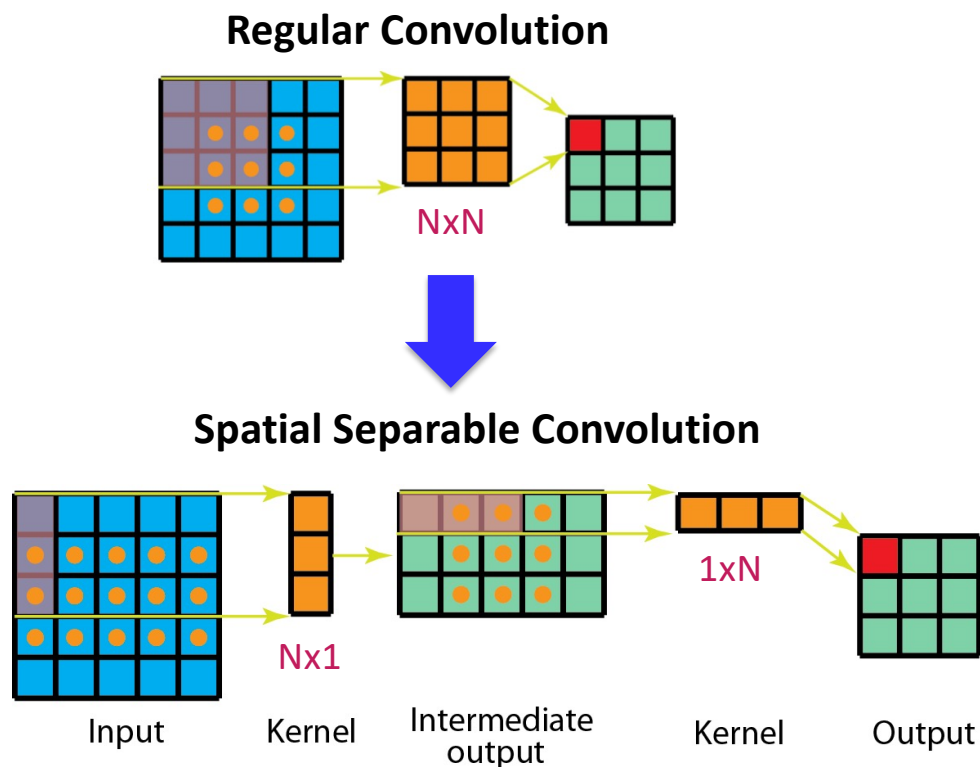 Regular Convolution
NxN
Spatial Separable Convolution
Nx1
1xN
Input
Kernel
Intermediate
output
Kernel
Output